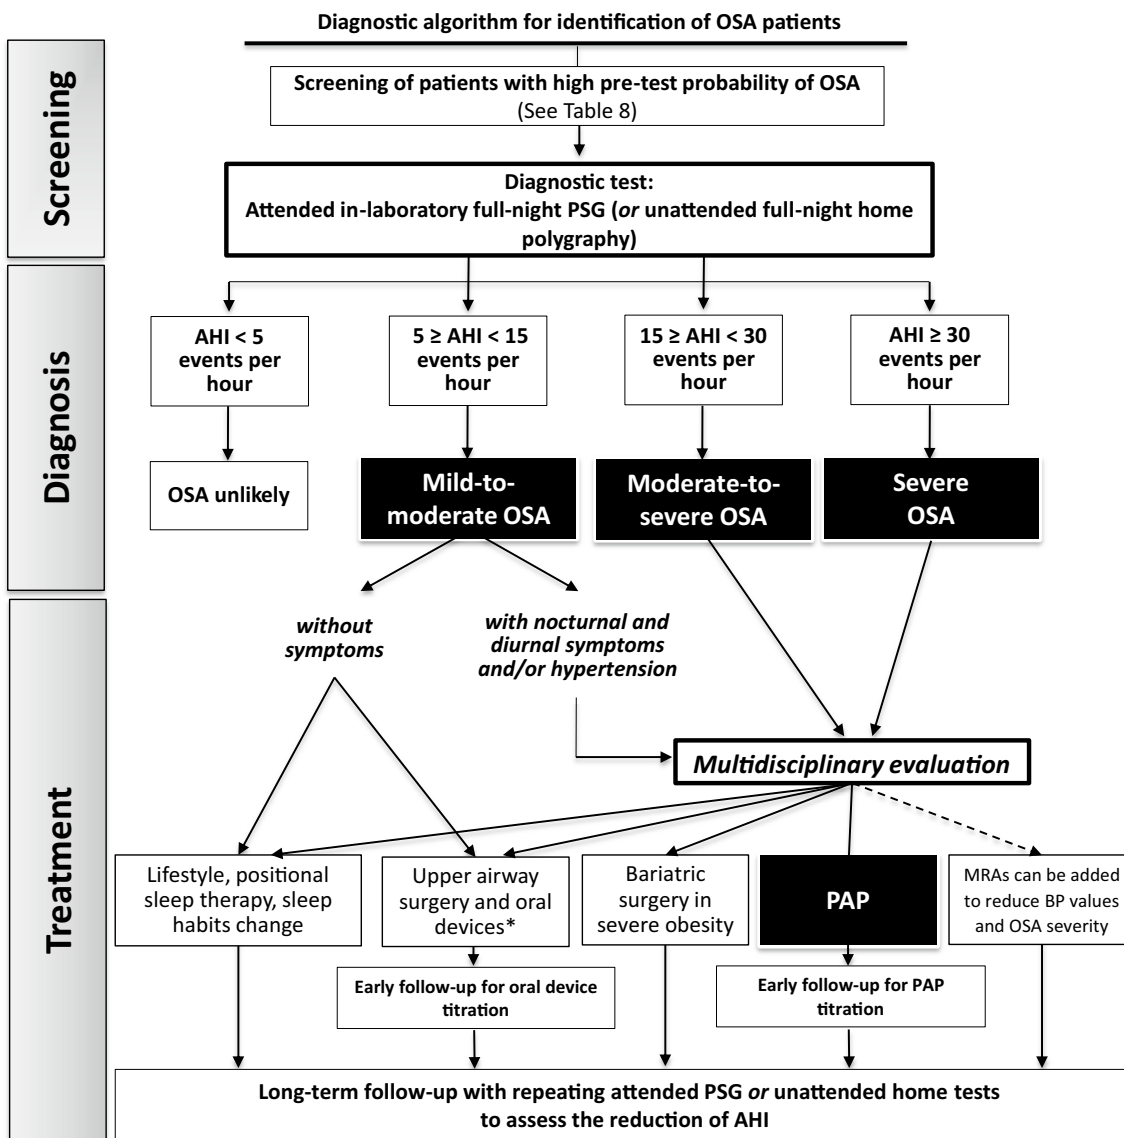 Diagnostic algorithm for identification of OSA patients
Screening
Screening of patients with high pre-test probability of OSA
(See Table 8)
Diagnostic test:
Attended in-laboratory full-night PSG (or unattended full-night home
polygraphy)
Diagnosis
AHI < 5
events per
hour
5 ≥ AHI < 15
events per
hour
15 ≥ AHI < 30
events per
hour
AHI ≥ 30
events per
hour
OSA unlikely
Mild-to-
moderate OSA
Moderate-to-
severe OSA
Severe
OSA
Treatment
without
symptoms
with nocturnal and
diurnal symptoms
and/or hypertension
Multidisciplinary evaluation
Lifestyle, positional
sleep therapy, sleep
habits change
Upper airway
surgery and oral
devices*
Bariatric
surgery in
severe obesity
PAP
MRAs can be added
to reduce BP values
and OSA severity
Early follow-up for oral device
titration
Early follow-up for PAP
titration
Long-term follow-up with repeating attended PSG or unattended home tests
to assess the reduction of AHI